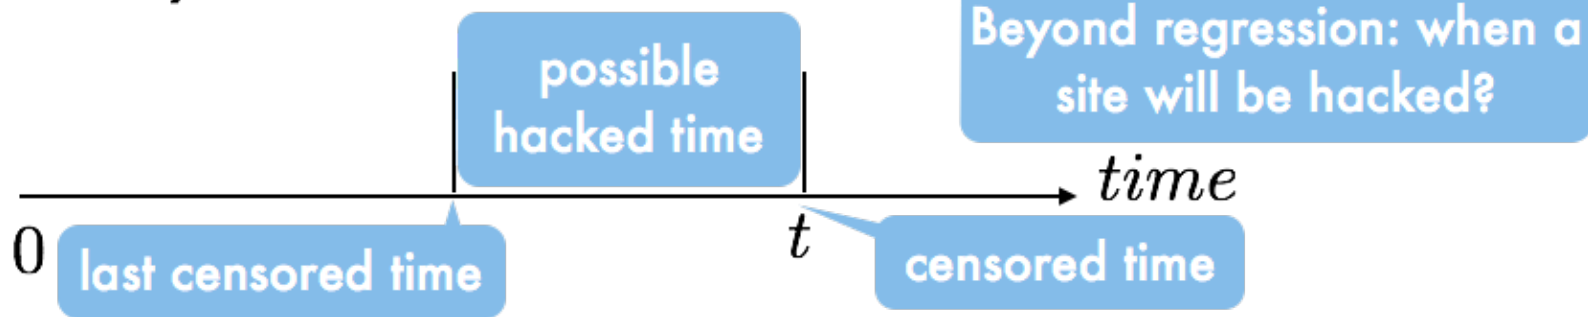 Beyond regression: when a
site will be hacked?
possible
hacked time
time
0
t
last censored time
censored time